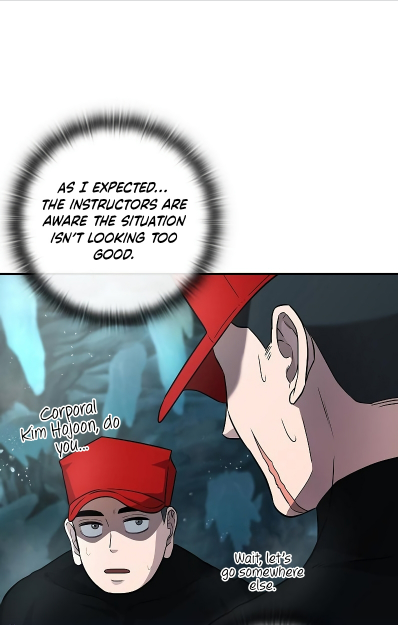 AS I EXPECTED...
THE INSTRUCTORS ARE
AWARE THE SITUATION
ISN'T LOOKING TOO
GOOD.
Corporal
Kim Hojoon, do
you...
Wait, let's
go somewhere
else.